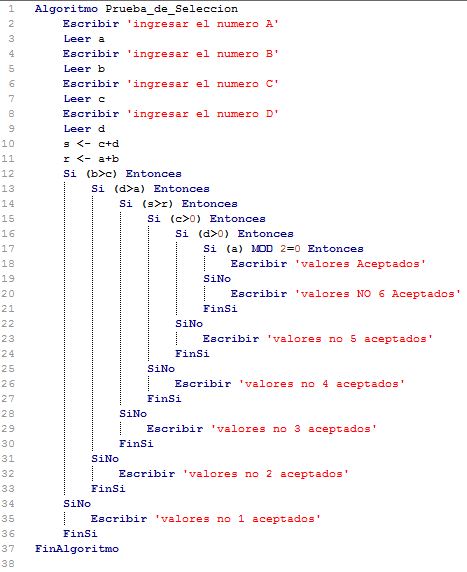 1 Algoritmo Prueba_de_Seleccion
2 Escribir 'ingresar el numero A'
3 Leer a
4 Escribir 'ingresar el numero B'
5 Leer b
6 Escribir 'ingresar el numero C'
7 Leer c
8 Escribir 'ingresar el numero D'
9 Leer d
10 s <- c+d
11 r <- a+b
12 Si (b>c) Entonces
13 Si (d>a) Entonces
14 Si (s>r) Entonces
15 Si (c>0) Entonces
16 Si (d>0) Entonces
17 Si (a) MOD 2=0 Entonces
18 Escribir 'valores Aceptados'
19 SiNo
20 Escribir 'valores NO 6 Aceptados'
21 FinSi
22 SiNo
23 Escribir 'valores no 5 aceptados'
24 FinSi
25 SiNo
26 Escribir 'valores no 4 aceptados'
27 FinSi
28 SiNo
29 Escribir 'valores no 3 aceptados'
30 FinSi
31 SiNo
32 Escribir 'valores no 2 aceptados'
33 FinSi
34 SiNo
35 Escribir 'valores no 1 aceptados'
36 FinSi
37 FinAlgoritmo
38